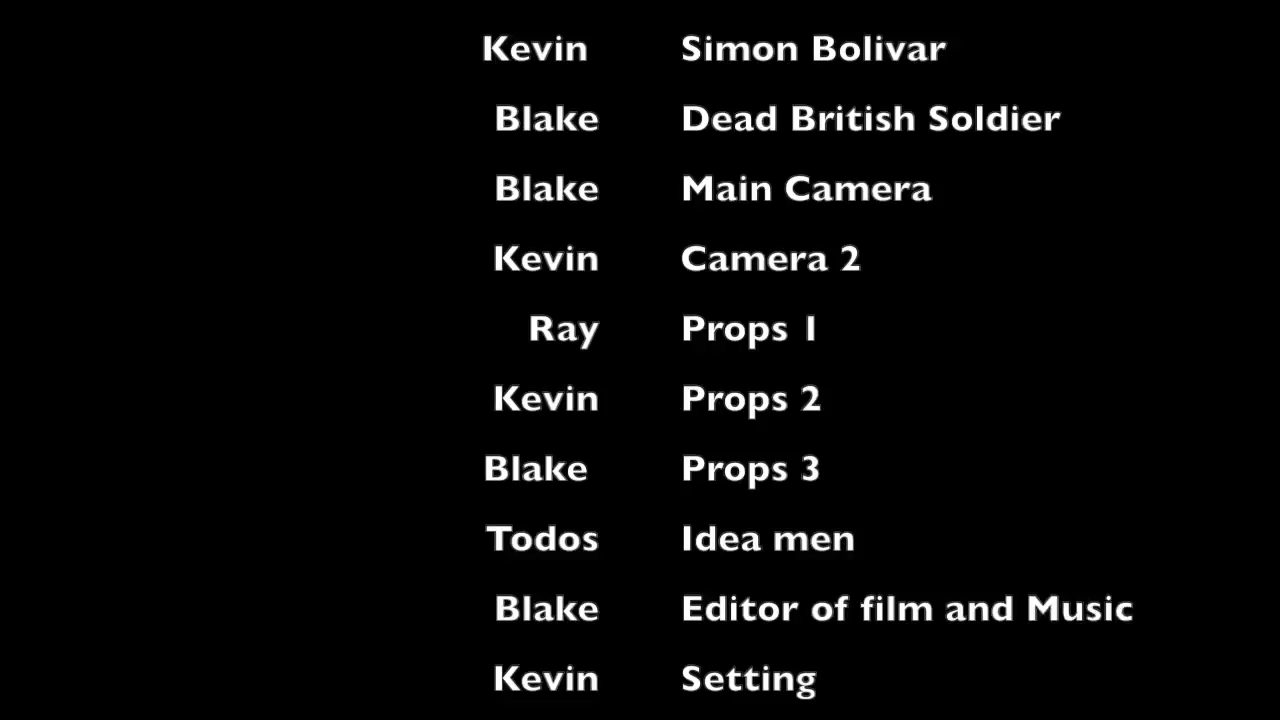 Kevin Simon Bolivar
Blake Dead British Soldier
Blake Main Camera
Kevin Camera 2
Ray Props 1
Kevin Props 2
Blake Props 3
Todos Idea men
Blake Editor of film and Music
Kevin Setting